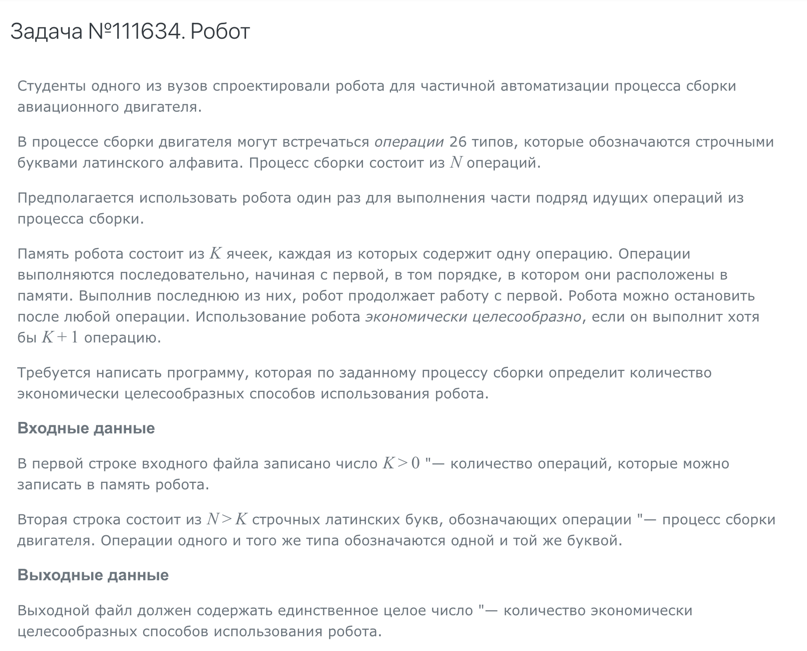 Задача №111634. Робот
Студенты одного из вузов спроектировали робота для частичной автоматизации процесса сборки
авиационного двигателя.
В процессе сборки двигателя могут встречаться операции 26 типов, которые обозначаются строчными
буквами латинского алфавита. Процесс сборки состоит из N операций.
Предполагается использовать робота один раз для выполнения части подряд идущих операций из
процесса сборки.
Память робота состоит из K ячеек, каждая из которых содержит одну операцию. Операции
выполняются последовательно, начиная с первой, в том порядке, в котором они расположены в
памяти. Выполнив последнюю из них, робот продолжает работу с первой. Робота можно остановить
после любой операции. Использование робота экономически целесообразно, если он выполнит хотя
бы K + 1 операцию.
Требуется написать программу, которая по заданному процессу сборки определит количество
экономически целесообразных способов использования робота.
Входные данные
В первой строке входного файла записано число K > 0 "— количество операций, которые можно
записать в память робота.
Вторая строка состоит из N > K строчных латинских букв, обозначающих операции "— процесс сборки
двигателя. Операции одного и того же типа обозначаются одной и той же буквой.
Выходные данные
Выходной файл должен содержать единственное целое число "— количество экономически
целесообразных способов использования робота.